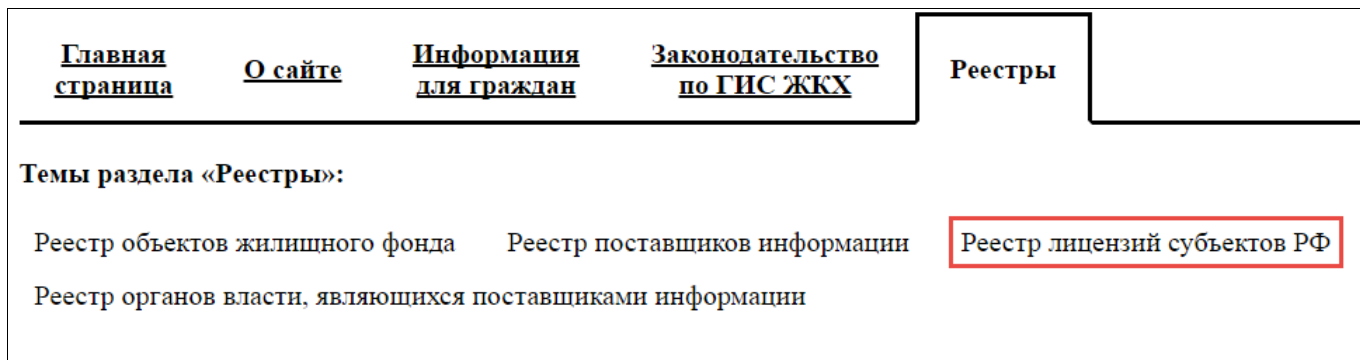 Главная
страница
О сайте
Информация
для граждан
Законодательство
по ГИС ЖКХ
Реестры
Темы раздела «Реестры»:
Реестр объектов жилищного фонда
Реестр поставщиков информации
Реестр лицензий субъектов РФ
Реестр органов власти, являющихся поставщиками информации